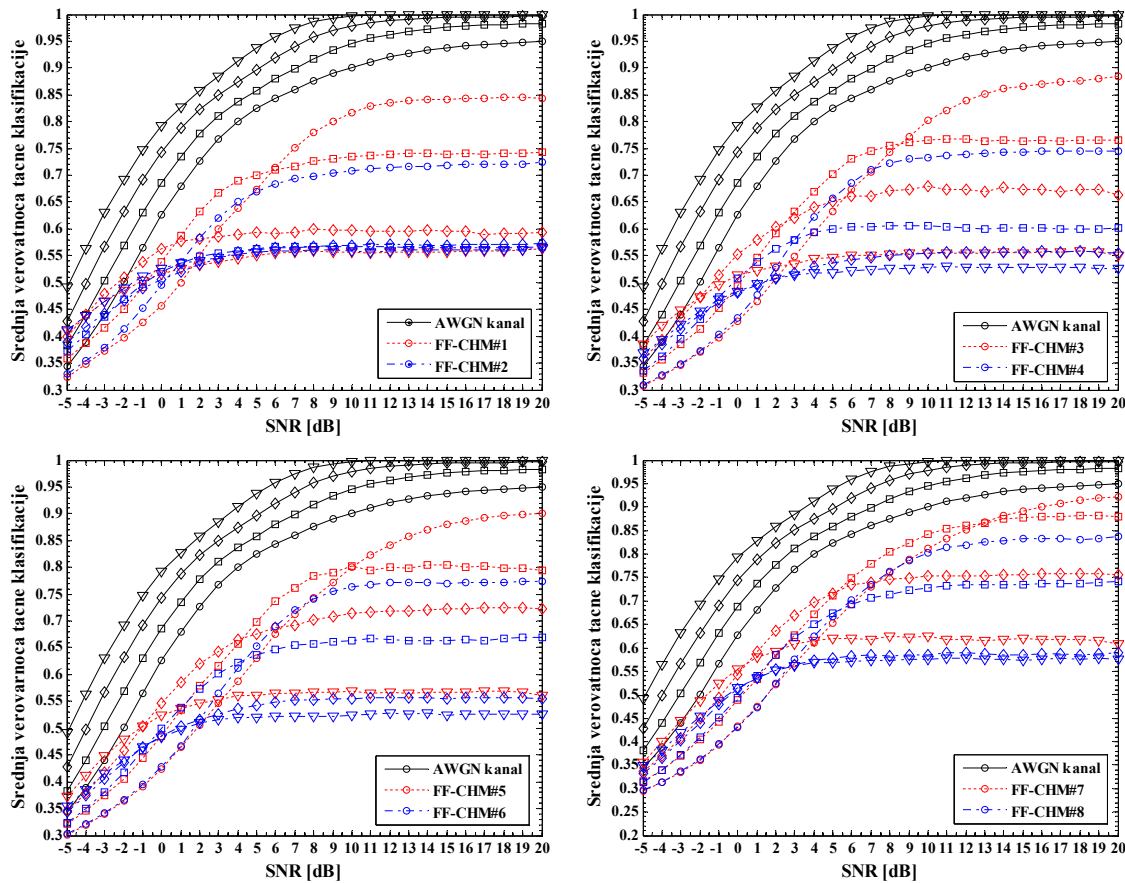 Srednja verovatnoca tacne klasifikacije
1
0.95
0.9
0.85
0.8
0.75
0.7
0.65
0.6
0.55
0.5
0.45
0.4
0.35
0.3
-5 -4 -3 -2 -1 0 1 2 3 4 5 6 7 8 9 10 11 12 13 14 15 16 17 18 19 20
SNR [dB]
AWGN kanal
FF-CHM#1
FF-CHM#2
Srednja verovatnoca tacne klasifikacije
1
0.95
0.9
0.85
0.8
0.75
0.7
0.65
0.6
0.55
0.5
0.45
0.4
0.35
0.3
-5 -4 -3 -2 -1 0 1 2 3 4 5 6 7 8 9 10 11 12 13 14 15 16 17 18 19 20
SNR [dB]
AWGN kanal
FF-CHM#3
FF-CHM#4
Srednja verovarnoca tacne klasifikacije
1
0.95
0.9
0.85
0.8
0.75
0.7
0.65
0.6
0.55
0.5
0.45
0.4
0.35
0.3
-5 -4 -3 -2 -1 0 1 2 3 4 5 6 7 8 9 10 11 12 13 14 15 16 17 18 19 20
SNR [dB]
AWGN kanal
FF-CHM#5
FF-CHM#6
Srednja verovatnoca tacne klasifikacije
1
0.95
0.9
0.85
0.8
0.75
0.7
0.65
0.6
0.55
0.5
0.45
0.4
0.35
0.3
0.25
0.2
-5 -4 -3 -2 -1 0 1 2 3 4 5 6 7 8 9 10 11 12 13 14 15 16 17 18 19 20
SNR [dB]
AWGN kanal
FF-CHM#7
FF-CHM#8